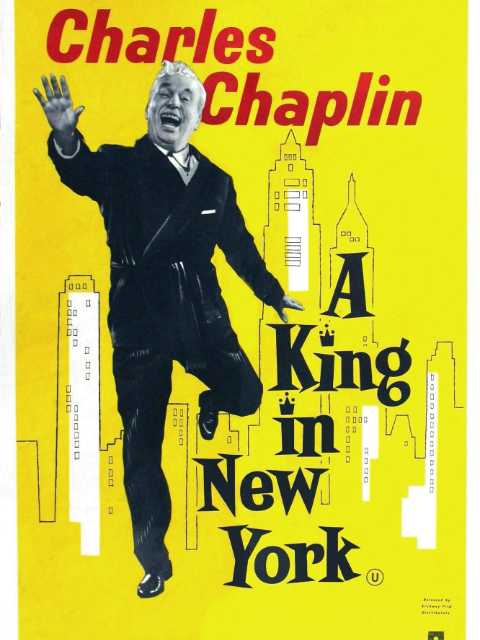 Charles
Chaplin
A
King
in
New
York
U
Released by
Archway Film
Distributors